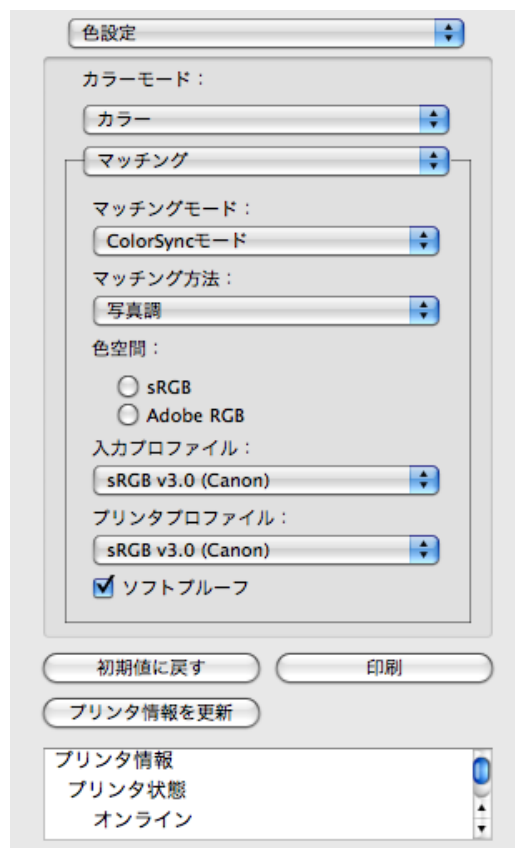 色設定
カラーモード：
カラー
マッチング
マッチングモード：
ColorSyncモード
マッチング方法：
写真調
色空間：
sRGB
Adobe RGB
入力プロファイル：
sRGB v3.0 (Canon)
プリンタプロファイル：
sRGB v3.0 (Canon)
ソフトプルーフ
初期値に戻す 印刷
プリンタ情報を更新
プリンタ情報
プリンタ状態
オンライン